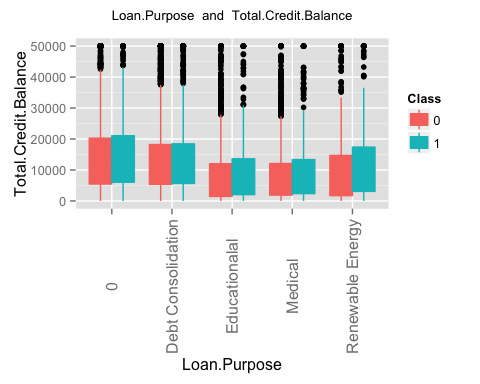 Loan.Purpose and Total.Credit.Balance
Total.Credit.Balance
50000
40000
30000
20000
10000
0
Class
0
1
0
Debt Consolidation
Educationalal
Medical
Renewable Energy
Loan.Purpose